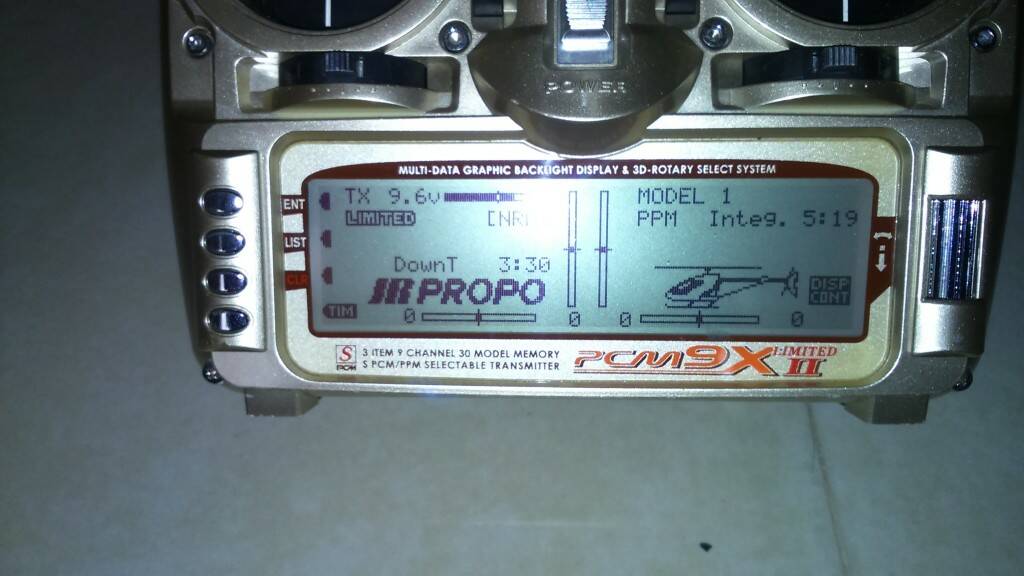 POWER
MULTI-DATA GRAPHIC BACKLIGHT DISPLAY & 3D-ROTARY SELECT SYSTEM
ENT
LIST
CLR
TX 9.6v
LIMITED
DownT 3:30
JR PROPO
TIM
0 0
MODEL 1
PPM Integ. 5:19
DISP
CONT
0 0
S
PCM
3 ITEM 9 CHANNEL 30 MODEL MEMORY
S PCM/PPM SELECTABLE TRANSMITTER
PCM9X LIMITED
II